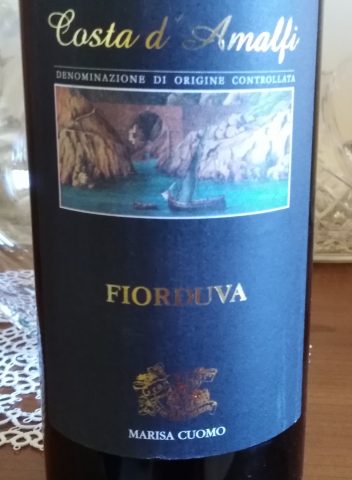 Costa d'Amalfi
DENOMINAZIONE DI ORIGINE CONTROLLATA
FIORDUVA
MARISA CUOMO